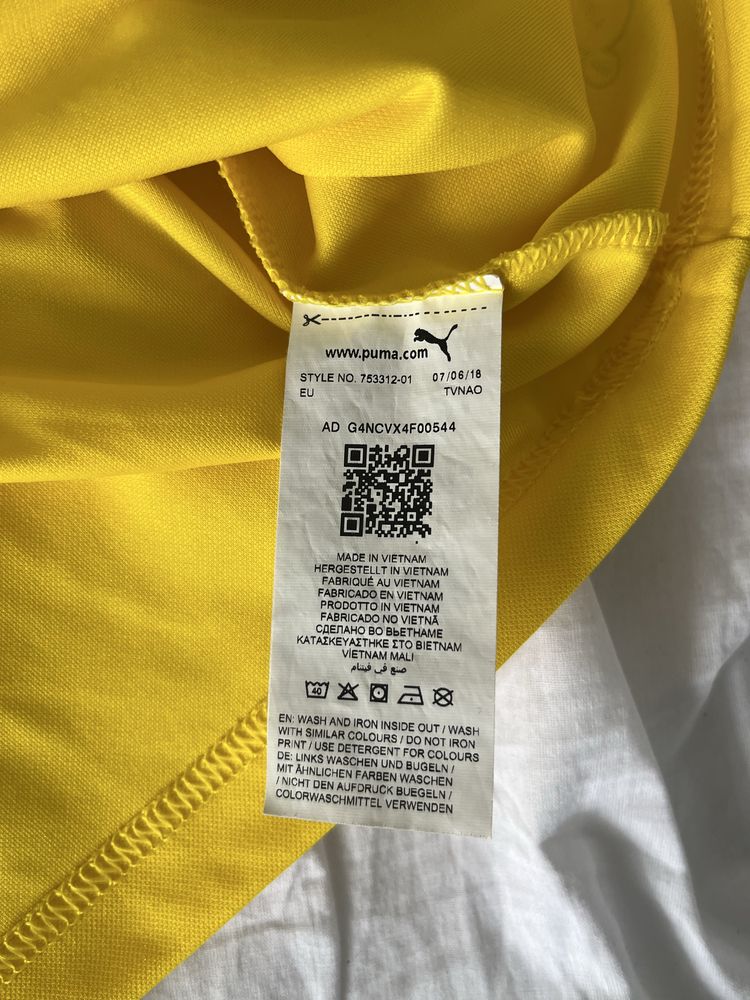 www.puma.com
STYLE NO. 753312-01 07/06/18
EU TVNAO
AD G4NCVX4F00544
MADE IN VIETNAM
HERGESTELLT IN VIETNAM
FABRIQUÉ AU VIETNAM
FABRICADO EN VIETNAM
PRODOTTO IN VIETNAM
FABRICADO NO VIETNÃ
СДЕЛАНО ВО ВЬЕТНАМЕ
ΚΑΤΑΣΚΕΥΑΣΤΗΚΕ ΣΤΟ ΒΙΕΤΝΑΜ
VİETNAM MALI
صنع في فيتنام
40
EN: WASH AND IRON INSIDE OUT / WASH
WITH SIMILAR COLOURS / DO NOT IRON
PRINT / USE DETERGENT FOR COLOURS
DE: LINKS WASCHEN UND BUGELN /
MIT ÄHNLICHEN FARBEN WASCHEN
/ NICHT DEN AUFDRUCK BUEGELN /
COLORWASCHMITTEL VERWENDEN